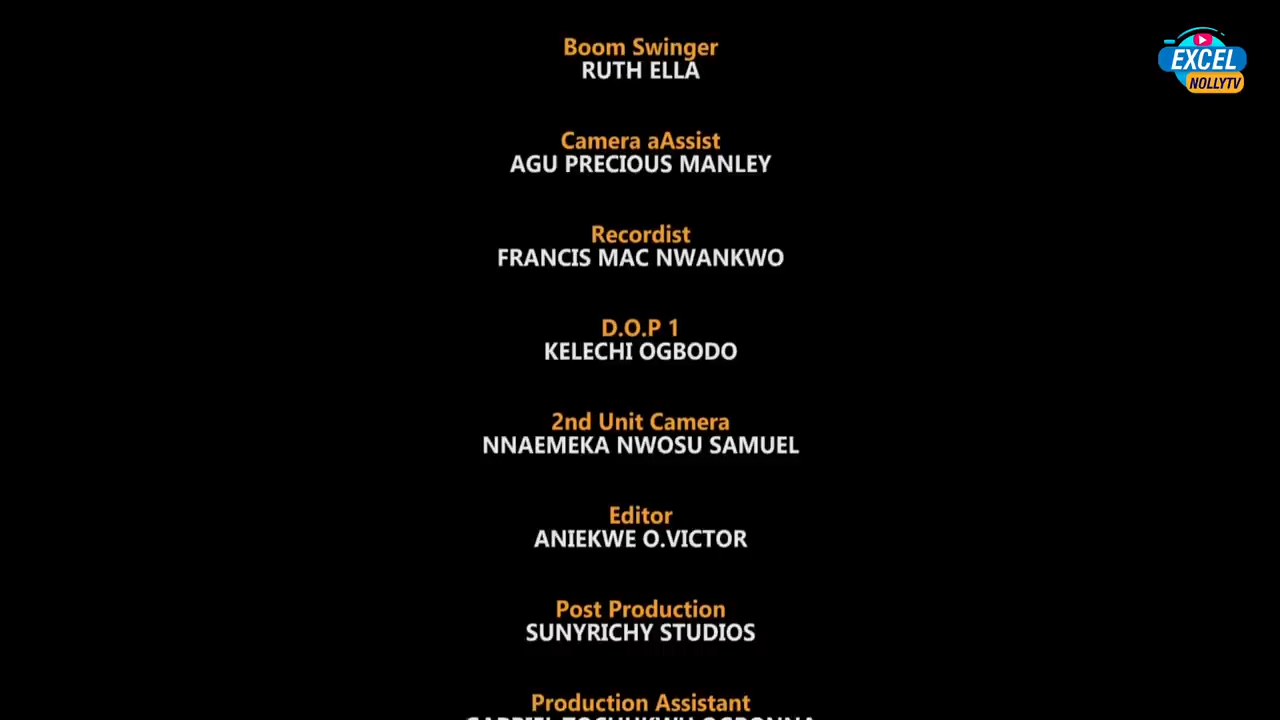 Boom Swinger
RUTH ELLA
EXCEL
NOLLYTV
Camera aAssist
AGU PRECIOUS MANLEY
Recordist
FRANCIS MAC NWANKWO
D.O.P 1
KELECHI OGBODO
2nd Unit Camera
NNAEMEKA NWOSU SAMUEL
Editor
ANIEKWE O.VICTOR
Post Production
SUNYRICHY STUDIOS
Production Assistant